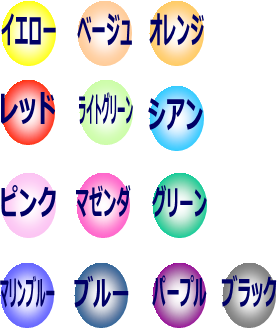 イエロー ベージュ オレンジ
レッド ライトグリーン シアン
ピンク マゼンダ グリーン
マリンブルー ブルー パープル ブラック